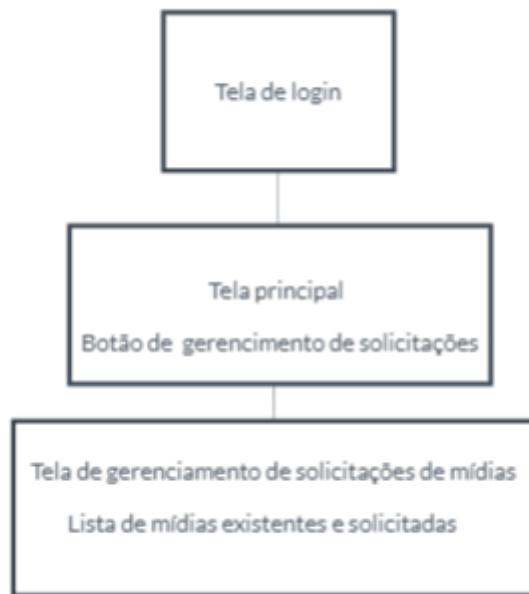 Tela de login
Tela principal
Botão de gerencimento de solicitações
Tela de gerenciamento de solicitações de mídias
Lista de mídias existentes e solicitadas